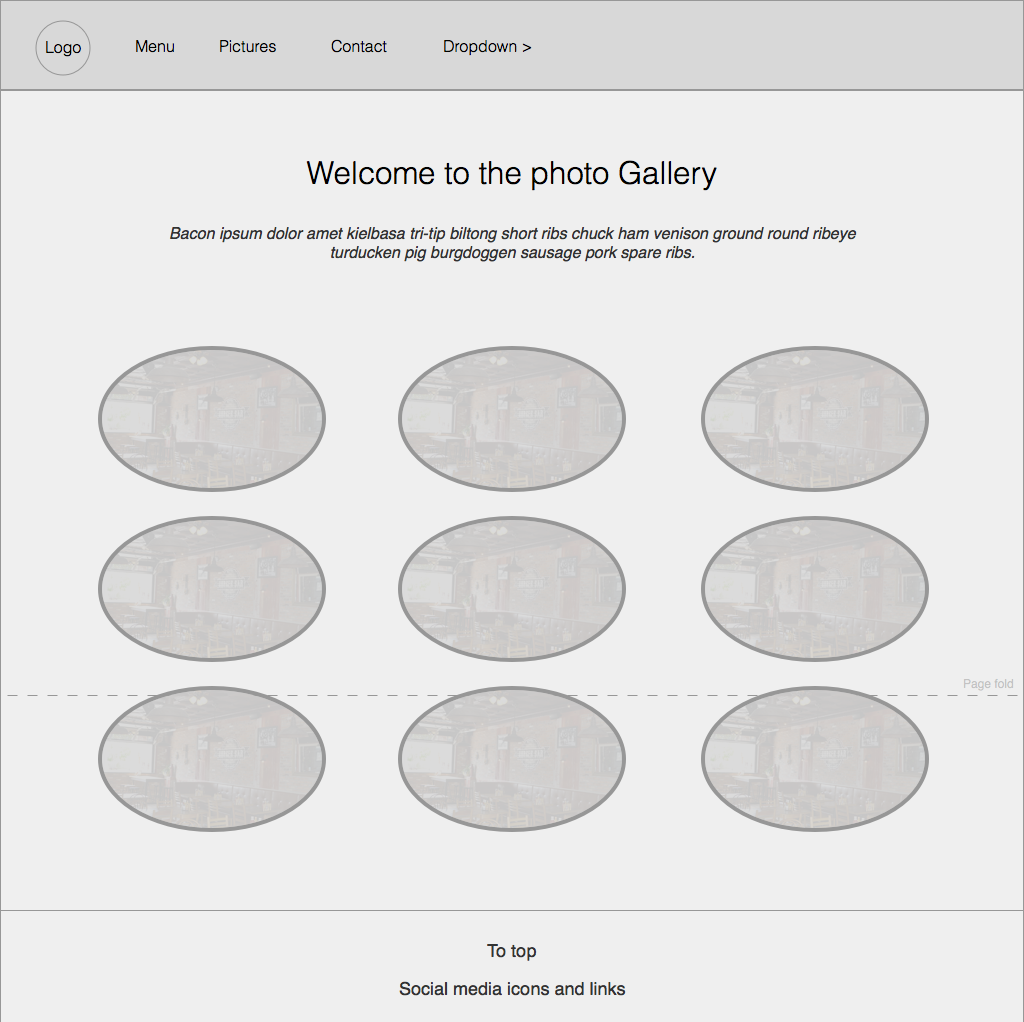 Logo
Menu
Pictures
Contact
Dropdown >
Welcome to the photo Gallery
Bacon ipsum dolor amet kielbasa tri-tip biltong short ribs chuck ham venison ground round ribeye
turducken pig burgdoggen sausage pork spare ribs.
Page fold
To top
Social media icons and links